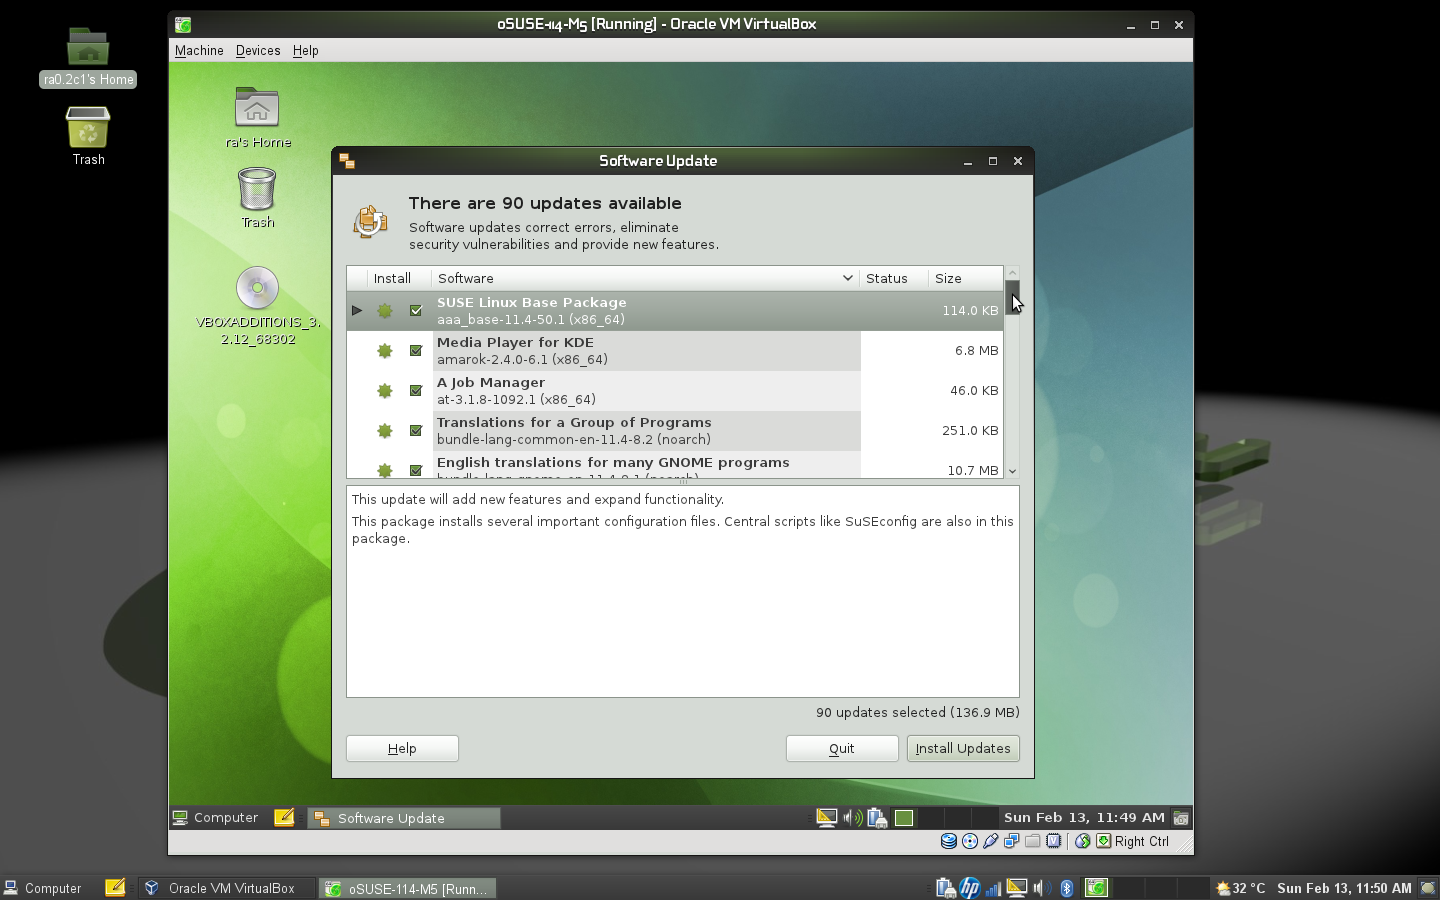 oSUSE-114-M5 [Running] - Oracle VM VirtualBox
Machine Devices Help
ra0.2c1's Home
Trash
ra's Home
Trash
VBOXADDITIONS_3.
2.12_68302
Software Update
There are 90 updates available
Software updates correct errors, eliminate
security vulnerabilities and provide new features.
Install Software Status Size
SUSE Linux Base Package
aaa_base-11.4-50.1 (x86_64) 114.0 KB
Media Player for KDE
amarok-2.4.0-6.1 (x86_64) 6.8 MB
A Job Manager
at-3.1.8-1092.1 (x86_64) 46.0 KB
Translations for a Group of Programs
bundle-lang-common-en-11.4-8.2 (noarch) 251.0 KB
English translations for many GNOME programs
10.7 MB
This update will add new features and expand functionality.
This package installs several important configuration files. Central scripts like SuSEconfig are also in this
package.
90 updates selected (136.9 MB)
Help Quit Install Updates
Computer Software Update Sun Feb 13, 11:49 AM
Right Ctrl
Computer Oracle VM VirtualBox oSUSE-114-M5 [Runn... hp 32 °C Sun Feb 13, 11:50 AM